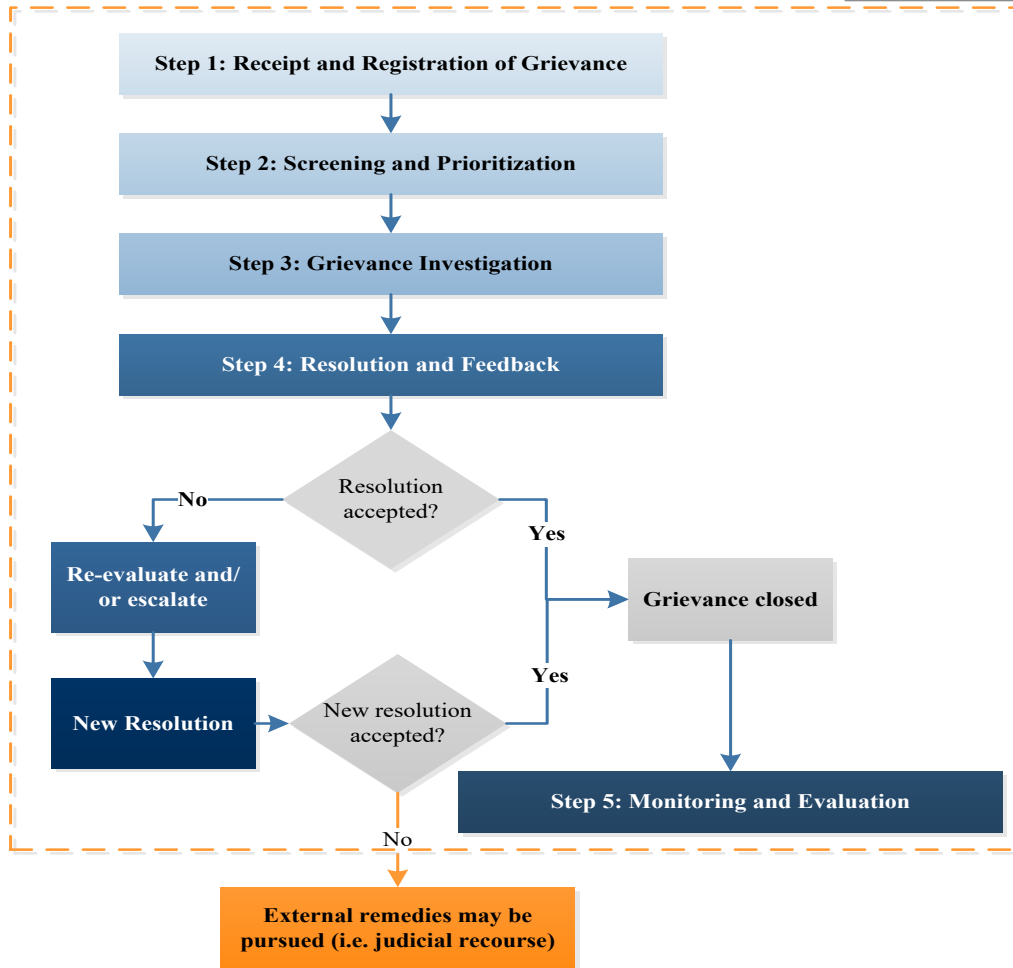 Step 1: Receipt and Registration of Grievance
Step 2: Screening and Prioritization
Step 3: Grievance Investigation
Step 4: Resolution and Feedback
Resolution
accepted?
No
Yes
Re-evaluate and/
or escalate
Grievance closed
New Resolution
New resolution
accepted?
Yes
Step 5: Monitoring and Evaluation
No
External remedies may be
pursued (i.e. judicial recourse)